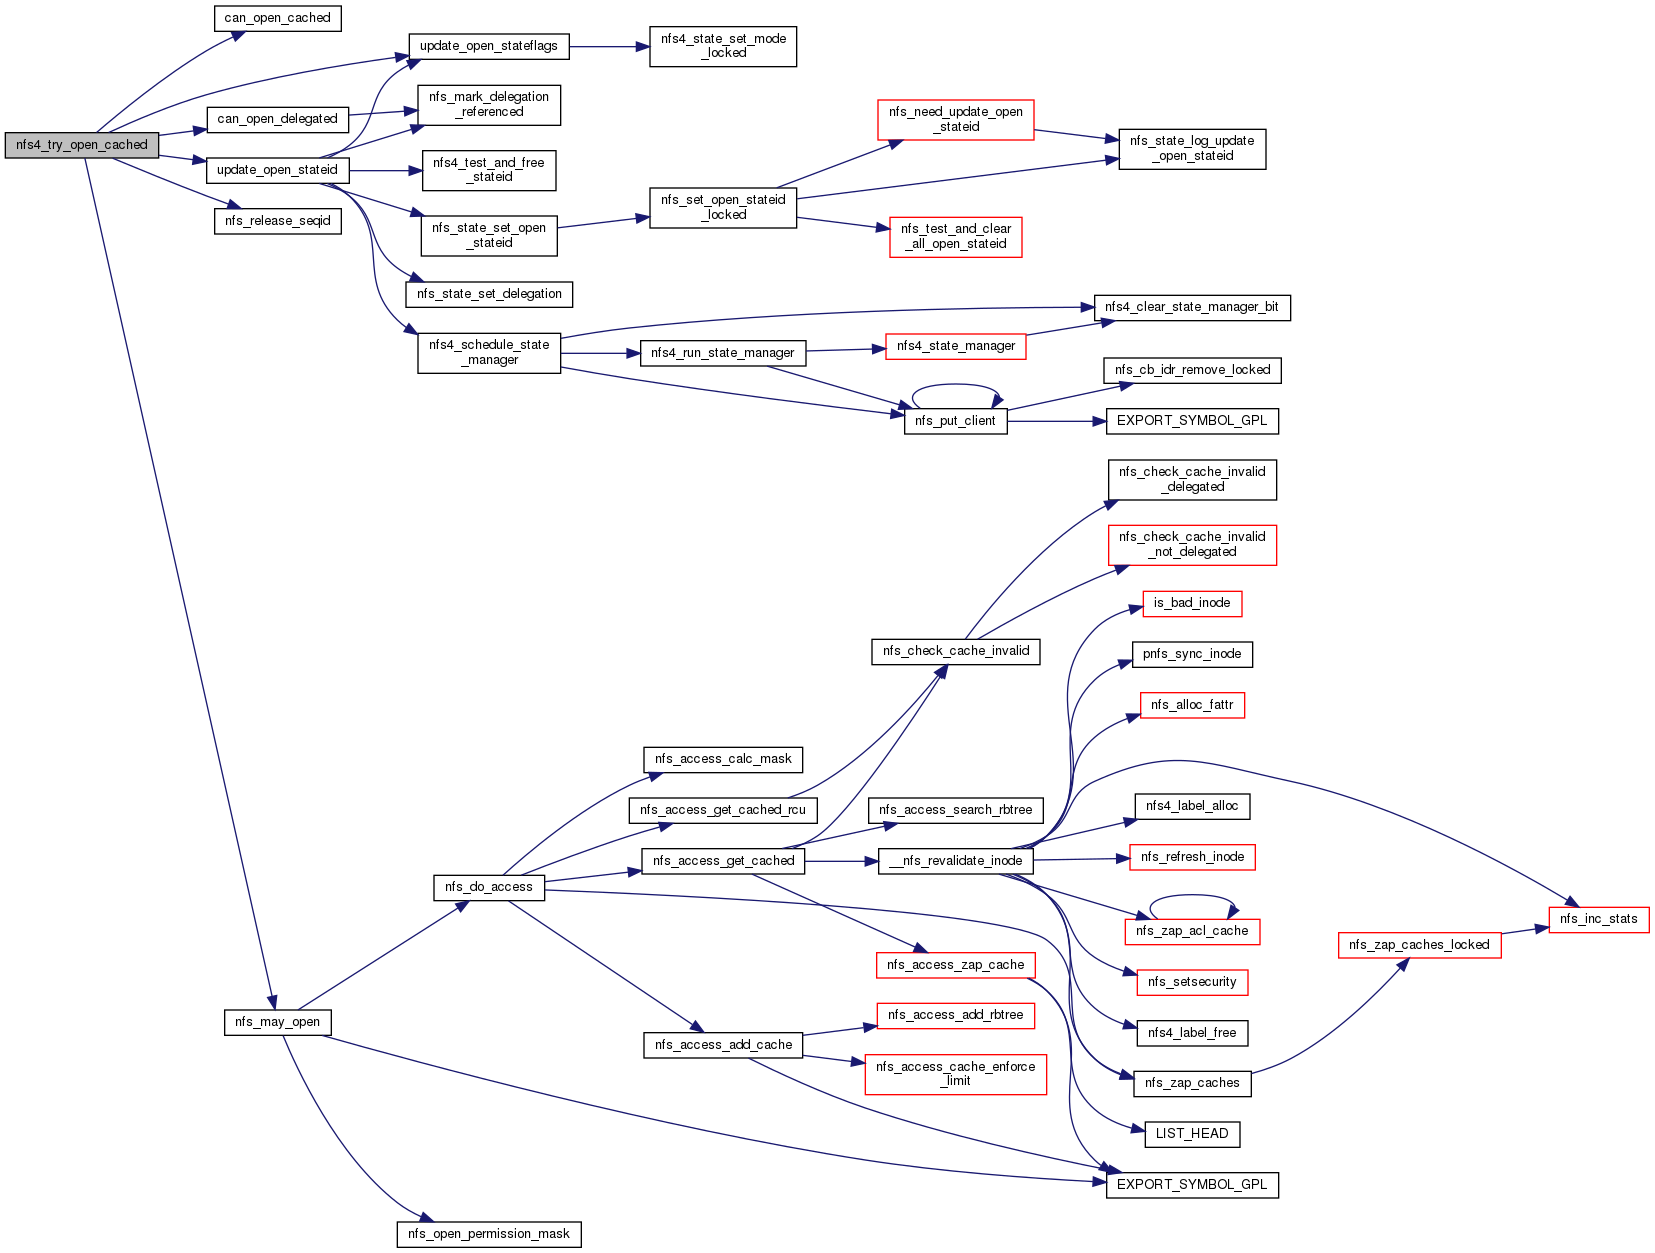 can_open_cached
update_open_stateflags
nfs4_state_set_mode
_locked
nfs_mark_delegation
_referenced
can_open_delegated
nfs4_try_open_cached
update_open_stateid
nfs4_test_and_free
_stateid
nfs_need_update_open
_stateid
nfs_state_log_update
_open_stateid
nfs_release_seqid
nfs_state_set_open
_stateid
nfs_set_open_stateid
_locked
nfs_test_and_clear
_all_open_stateid
nfs_state_set_delegation
nfs4_clear_state_manager_bit
nfs4_schedule_state
_manager
nfs4_run_state_manager
nfs4_state_manager
nfs_cb_idr_remove_locked
nfs_put_client
EXPORT_SYMBOL_GPL
nfs_check_cache_invalid
_delegated
nfs_check_cache_invalid
_not_delegated
is_bad_inode
nfs_check_cache_invalid
pnfs_sync_inode
nfs_alloc_fattr
nfs_access_calc_mask
nfs_access_get_cached_rcu
nfs_access_search_rbtree
nfs4_label_alloc
nfs_access_get_cached
__nfs_revalidate_inode
nfs_refresh_inode
nfs_do_access
nfs_zap_acl_cache
nfs_inc_stats
nfs_zap_caches_locked
nfs_access_zap_cache
nfs_setsecurity
nfs_may_open
nfs_access_add_rbtree
nfs4_label_free
nfs_access_add_cache
nfs_access_cache_enforce
_limit
nfs_zap_caches
LIST_HEAD
EXPORT_SYMBOL_GPL
nfs_open_permission_mask